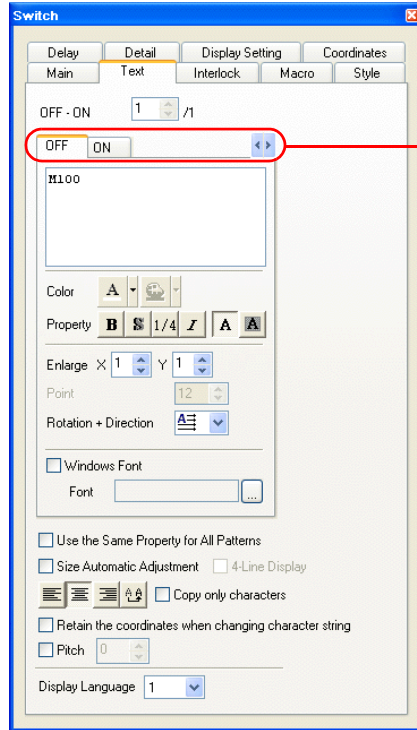 Switch
Delay Detail Display Setting Coordinates
Main Text Interlock Macro Style
OFF - ON 1 /1
OFF ON
M100
Color A
Property B S 1/4 I A A
Enlarge X 1 Y 1
Point 12
Rotation + Direction A
Windows Font
Font ...
Use the Same Property for All Patterns
Size Automatic Adjustment 4-Line Display
Copy only characters
Retain the coordinates when changing character string
Pitch 0
Display Language 1